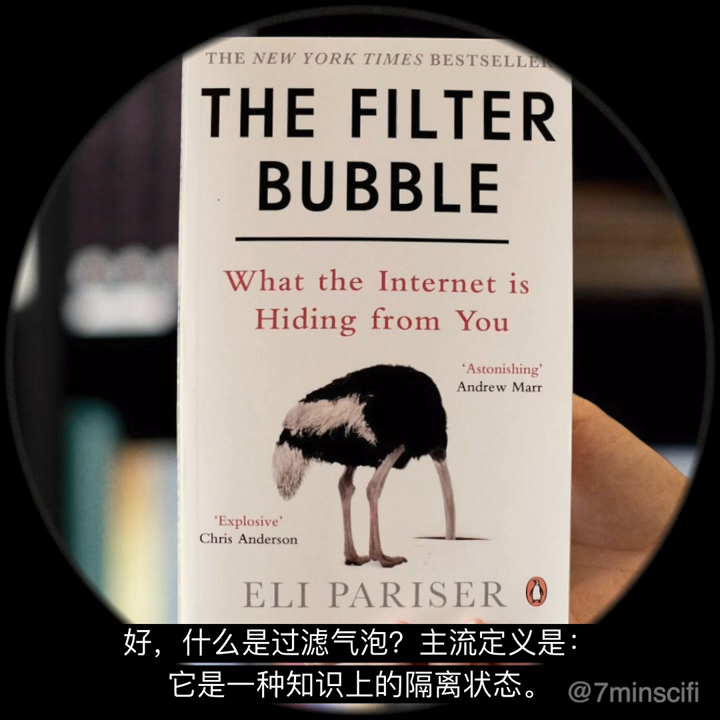 THE NEW YORK TIMES BESTSELLER
THE FILTER
BUBBLE
What the Internet is
Hiding from You
‘Astonishing’
Andrew Marr
‘Explosive’
Chris Anderson
ELI PARISER
好，什么是过滤气泡？主流定义是：
它是一种知识上的隔离状态。
@7minscifi